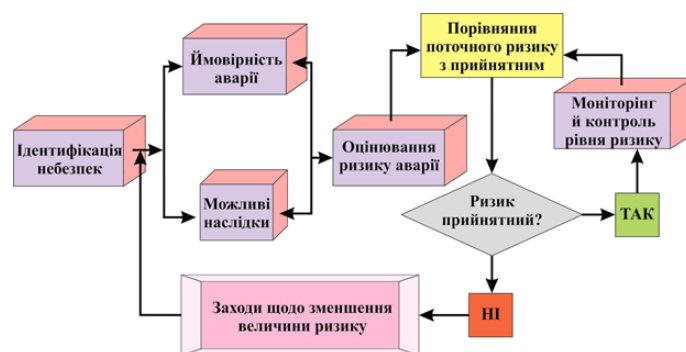 Ідентифікація
небезпек
Ймовірність
аварії
Можливі
наслідки
Оцінювання
ризику аварії
Порівняння
поточного ризику
з прийнятним
Моніторинг
й контроль
рівня ризику
Ризик
прийнятний?
ТАК
НІ
Заходи щодо зменшення
величини ризику